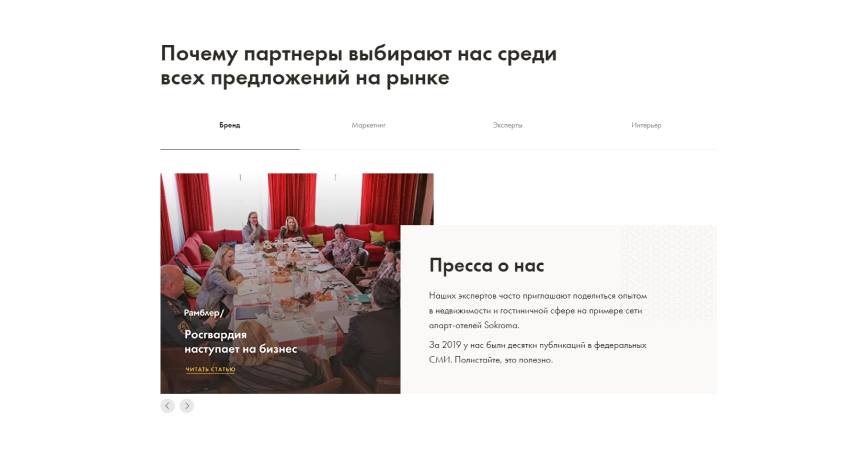 Почему партнеры выбирают нас среди
всех предложений на рынке
Бренд
Маркетинг
Эксперты
Интерьер
Рамблер/
Росгвардия
наступает на бизнес
ЧИТАТЬ СТАТЬЮ
Пресса о нас
Наших экспертов часто приглашают поделиться опытом
в недвижимости и гостиничной сфере на примере сети
апарт-отелей Sokroma.
За 2019 у нас были десятки публикаций в федеральных
СМИ. Полистайте, это полезно.